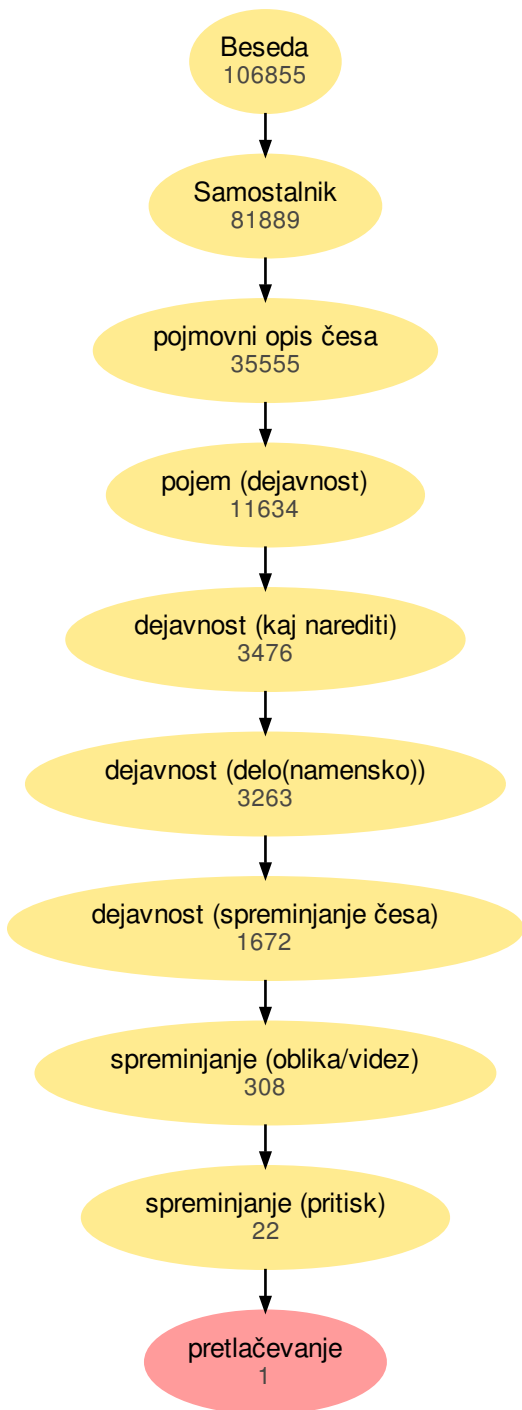 Beseda
106855
Samostalnik
81889
pojmovni opis česa
35555
pojem (dejavnost)
11634
dejavnost (kaj narediti)
3476
dejavnost (delo(namensko))
3263
dejavnost (spreminjanje česa)
1672
spreminjanje (oblika/videz)
308
spreminjanje (pritisk)
22
pretlačevanje
1